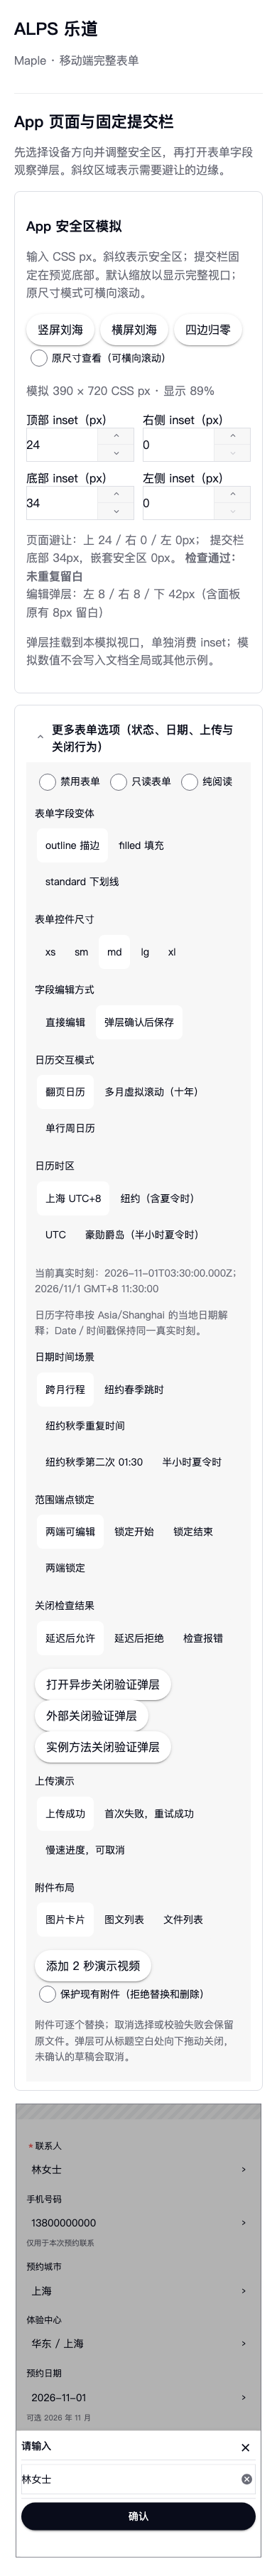 ALPS 乐道
Maple · 移动端完整表单
App 页面与固定提交栏
先选择设备方向并调整安全区，再打开表单字段
观察弹层。斜纹区域表示需要避让的边缘。
App 安全区模拟
输入 CSS px。斜纹表示安全区；提交栏固
定在预览底部。默认缩放以显示完整视口；
原尺寸模式可横向滚动。
竖屏刘海 横屏刘海 四边归零
原尺寸查看（可横向滚动）
模拟 390 × 720 CSS px · 显示 89%
顶部 inset（px） 右侧 inset（px）
24 0
底部 inset（px） 左侧 inset（px）
34 0
页面避让：上 24 / 右 0 / 左 0px； 提交栏
底部 34px，嵌套安全区 0px。 检查通过：
未重复留白
编辑弹层：左 8 / 右 8 / 下 42px（含面板
原有 8px 留白）
弹层挂载到本模拟视口，单独消费 inset；模
拟数值不会写入文档全局或其他示例。
更多表单选项（状态、日期、上传与
关闭行为）
禁用表单 只读表单 纯阅读
表单字段变体
outline 描边 filled 填充
standard 下划线
表单控件尺寸
xs sm md lg xl
字段编辑方式
直接编辑 弹层确认后保存
日历交互模式
翻页日历 多月虚拟滚动（十年）
单行周日历
日历时区
上海 UTC+8 纽约（含夏令时）
UTC 豪勋爵岛（半小时夏令时）
当前真实时刻：2026-11-01T03:30:00.000Z；
2026/11/1 GMT+8 11:30:00
日历字符串按 Asia/Shanghai 的当地日期解
释；Date / 时间戳保持同一真实时刻。
日期时间场景
跨月行程 纽约春季跳时
纽约秋季重复时间
纽约秋季第二次 01:30 半小时夏令时
范围端点锁定
两端可编辑 锁定开始 锁定结束
两端锁定
关闭检查结果
延迟后允许 延迟后拒绝 检查报错
打开异步关闭验证弹层
外部关闭验证弹层
实例方法关闭验证弹层
上传演示
上传成功 首次失败，重试成功
慢速进度，可取消
附件布局
图片卡片 图文列表 文件列表
添加 2 秒演示视频
保护现有附件（拒绝替换和删除）
附件可逐个替换；取消选择或校验失败会保留
原文件。弹层可从标题空白处向下拖动关闭，
未确认的草稿会取消。
* 联系人
林女士
手机号码
13800000000
仅用于本次预约联系
预约城市
上海
体验中心
华东 / 上海
预约日期
2026-11-01
可选 2026 年 11 月
请输入
林女士
确认